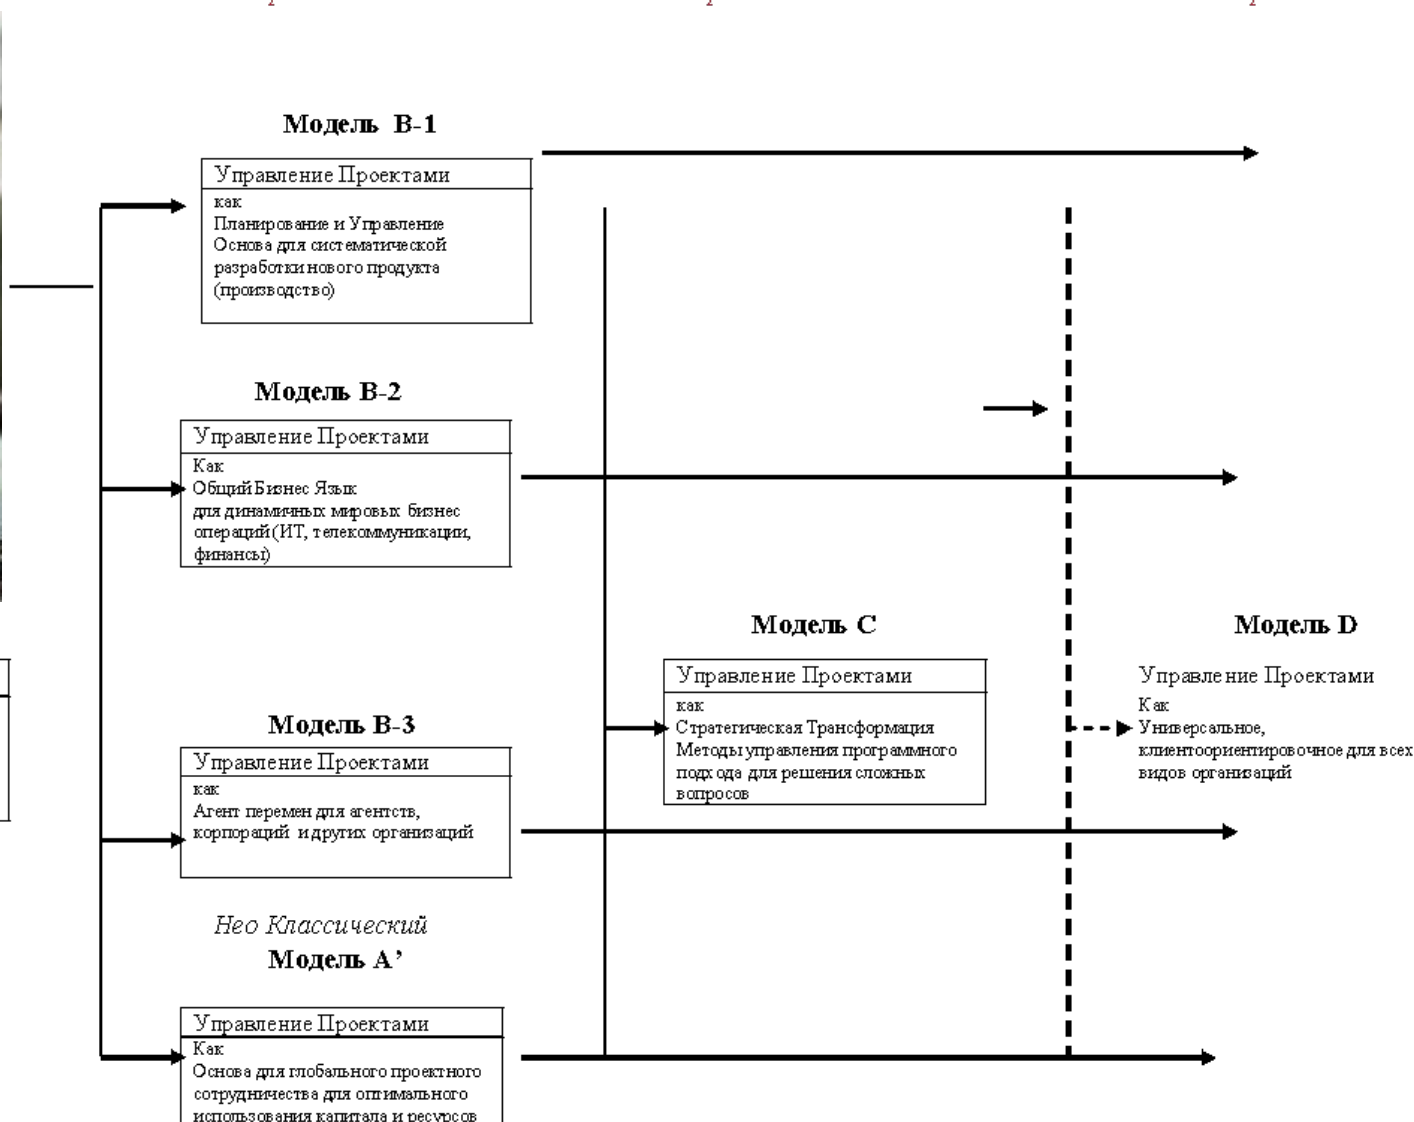 Модель В-1
Управление Проектами
как
Планирование и Управление
Основа для систематической
разработки нового продукта
(производство)
Модель В-2
Управление Проектами
Как
Общий Бизнес Язык
для динамичных мировых бизнес
операций (ИТ, телекоммуникации,
финансы)
Модель В-3
Управление Проектами
как
Агент перемен для агентств,
корпораций и других организаций
Нео Классический
Модель А’
Управление Проектами
Как
Основа для глобального проектного
сотрудничества для оптимального
использования капитала и ресурсов
Модель С
Управление Проектами
как
Стратегическая Трансформация
Методы управления программного
подхода для решения сложных
вопросов
Модель D
Управление Проектами
Как
Универсальное,
клиентоориентировочное для всех
видов организаций